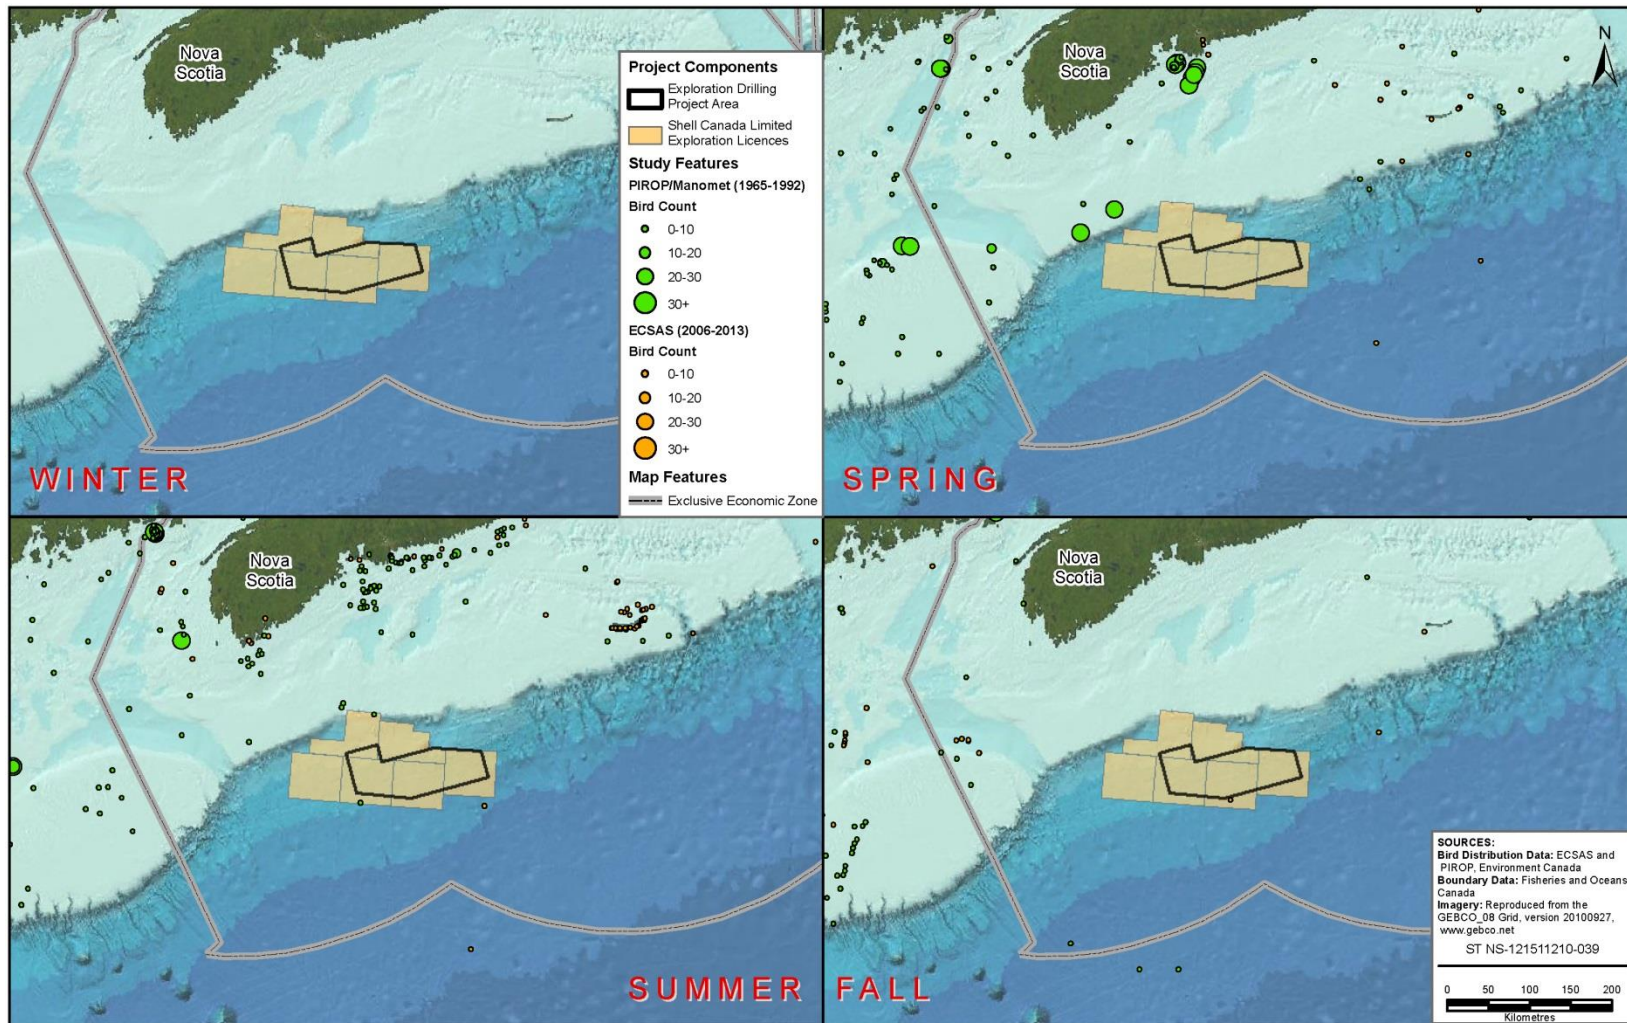 Nova
Scotia
WINTER
Project Components
Exploration Drilling
Project Area
Shell Canada Limited
Exploration Licences
Study Features
PIROP/Manomet (1965-1992)
Bird Count
0-10
10-20
20-30
30+
ECSAS (2006-2013)
Bird Count
0-10
10-20
20-30
30+
Map Features
Exclusive Economic Zone
Nova
Scotia
N
SPRING
Nova
Scotia
SUMMER
Nova
Scotia
FALL
SOURCES:
Bird Distribution Data: ECSAS and
PIROP, Environment Canada
Boundary Data: Fisheries and Oceans
Canada
Imagery: Reproduced from the
GEBCO_08 Grid, version 20100927,
www.gebco.net
ST NS-121511210-039
0 50 100 150 200
Kilometres